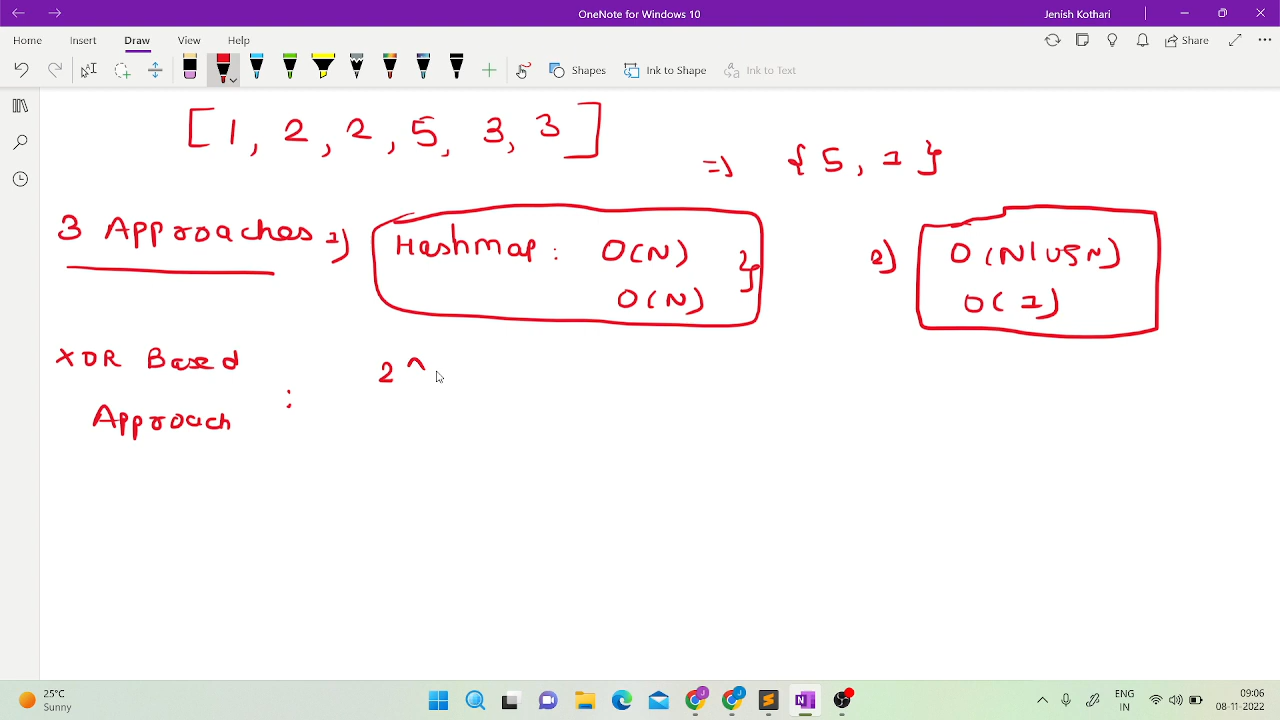 OneNote for Windows 10
Jenish Kothari
Home Insert Draw View Help
Share
Shapes Ink to Shape Ink to Text
[1, 2, 2, 5, 3, 3]
=> {5, 1}
3 Approaches 1) Hashmap : O(N)
O(N) }
2) O(NlogN)
O(1)
XOR Based
Approach :
2 ^
25°C
Sunny
ENG
IN
09:06
08-11-2022